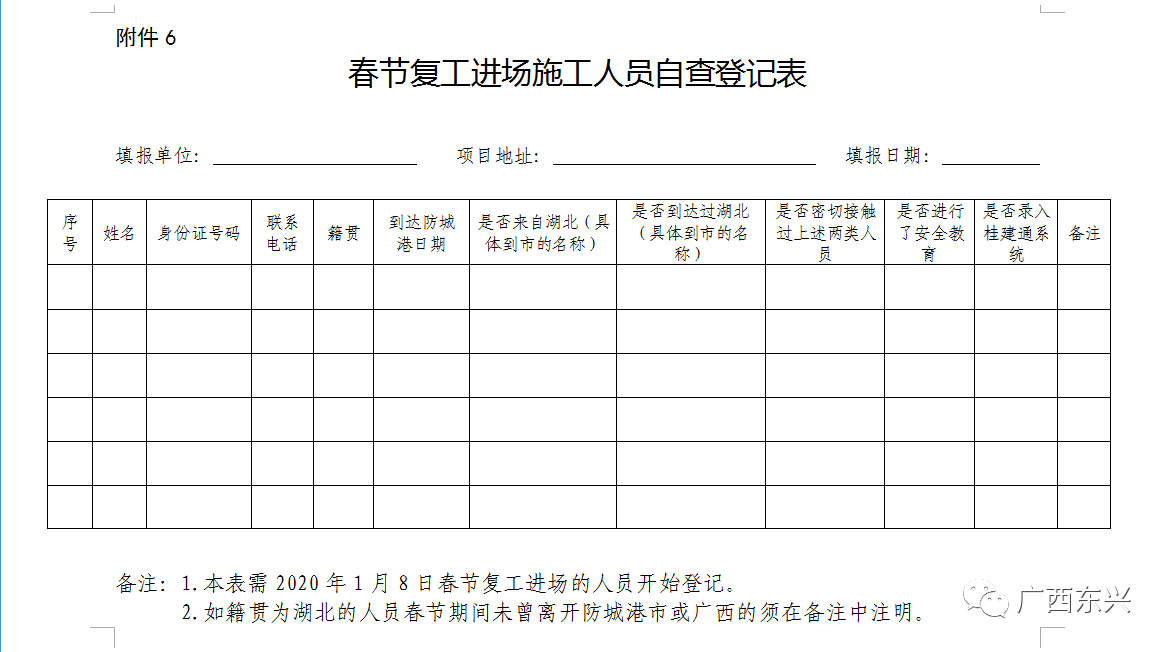 附件 6
春节复工进场施工人员自查登记表
填报单位: 项目地址: 填报日期:
序号 姓名 身份证号码 联系电话 籍贯 到达防城港日期 是否来自湖北(具体到市的名称) 是否到达过湖北(具体到市的名称) 是否密切接触过上述两类人员 是否进行了安全教育 是否录入桂建通系统 备注
备注: 1.本表需 2020 年 1 月 8 日春节复工进场的人员开始登记。
2.如籍贯为湖北的人员春节期间未曾离开防城港市或广西的须在备注中注明。
广西东兴